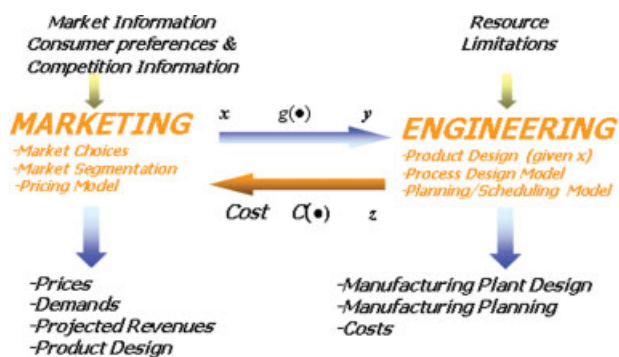 Market Information
Consumer preferences &
Competition Information
Resource
Limitations
MARKETING
-Market Choices
-Market Segmentation
-Pricing Model
x g(●) y
Cost C(●) z
ENGINEERING
-Product Design (given x)
-Process Design Model
-Planning/Scheduling Model
-Prices
-Demands
-Projected Revenues
-Product Design
-Manufacturing Plant Design
-Manufacturing Planning
-Costs